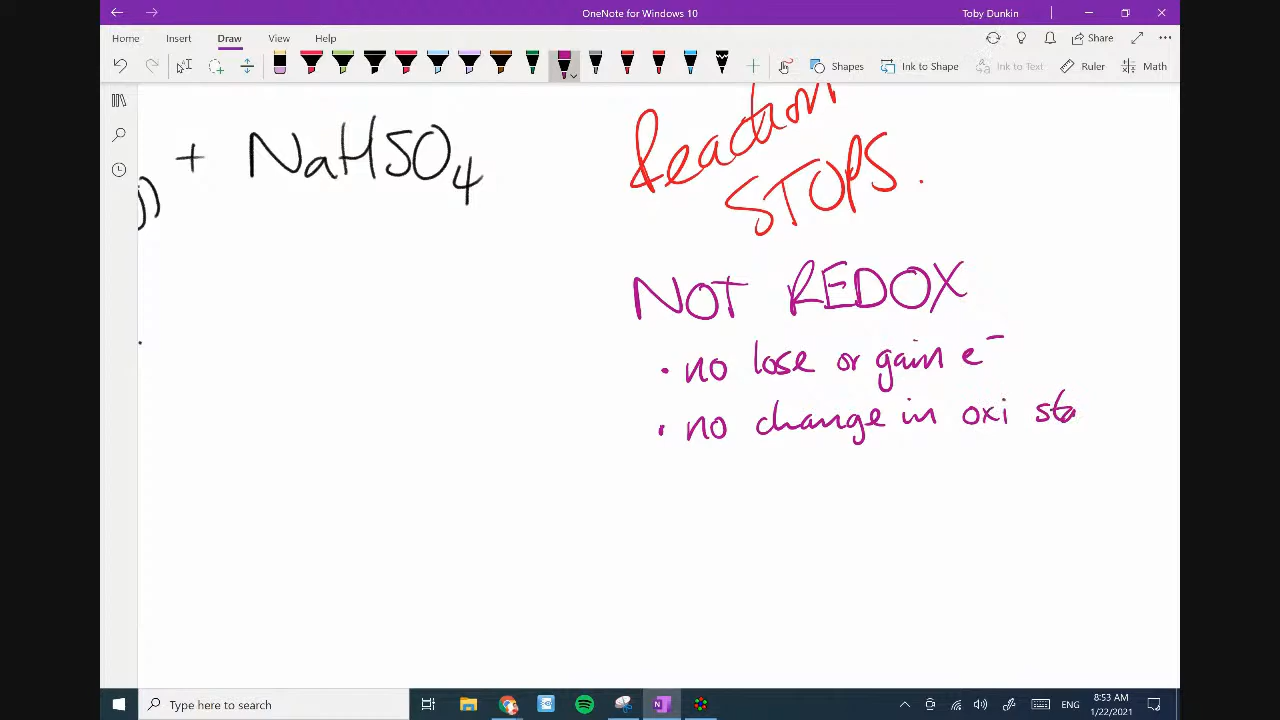 OneNote for Windows 10
Toby Dunkin
Home Insert Draw View Help
Share
Shapes Ink to Shape Ink to Text Ruler Math
Reaction
STOPS.
+ NaHSO4
NOT REDOX
• no lose or gain e⁻
• no change in oxi sta
Type here to search
ENG
8:53 AM
1/22/2021